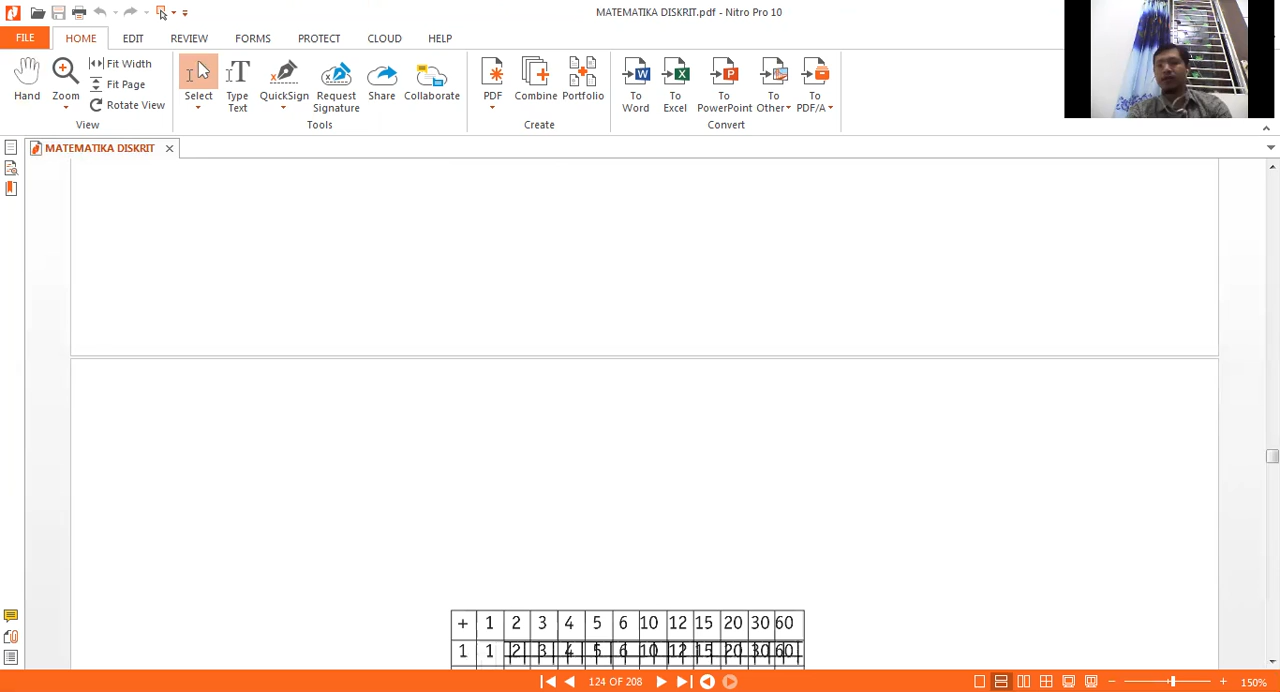 MATEMATIKA DISKRIT.pdf - Nitro Pro 10
FILE HOME EDIT REVIEW FORMS PROTECT CLOUD HELP
Hand
Zoom
Fit Width
Fit Page
Rotate View
View
Select
Type Text
QuickSign
Request Signature
Share
Collaborate
Tools
PDF
Combine
Portfolio
Create
To Word
To Excel
To PowerPoint
To Other
To PDF/A
Convert
MATEMATIKA DISKRIT
+ 1 2 3 4 5 6 10 12 15 20 30 60
1 1 2 3 4 5 6 10 12 15 20 30 60
124 OF 208
150%